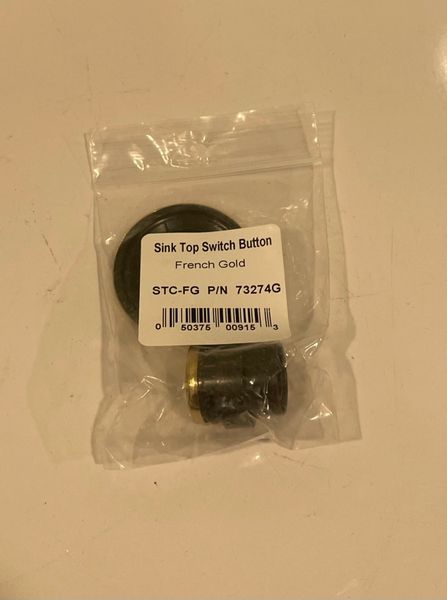 Sink Top Switch Button
French Gold
STC-FG P/N 73274G
0 50375 00915 3